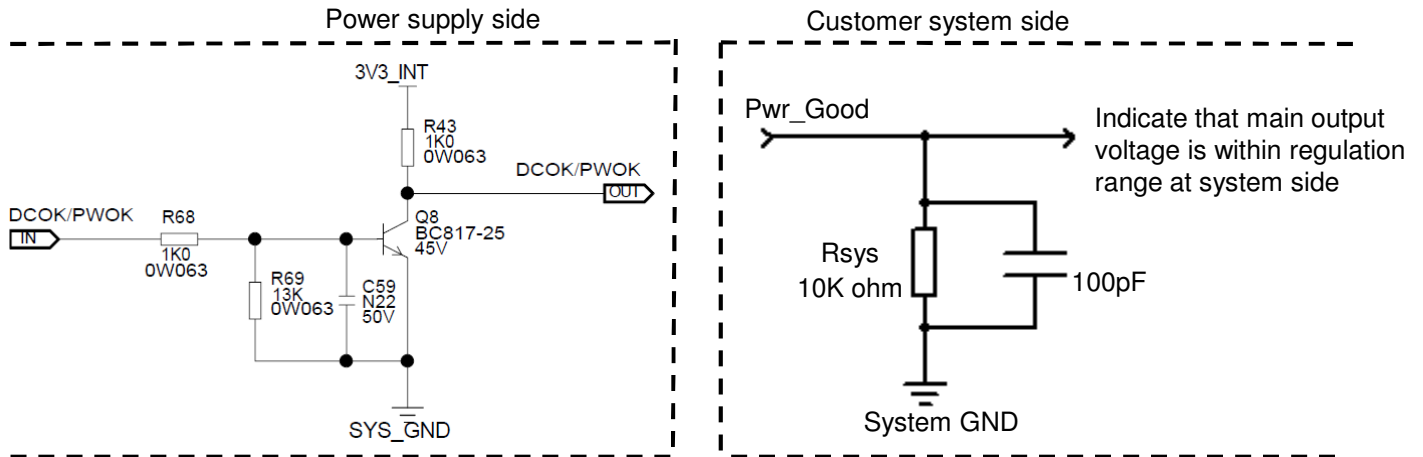 Power supply side
3V3_INT
R43
1K0
0W063
DCOK/PWOK
OUT
DCOK/PWOK
IN
R68
1K0
0W063
Q8
BC817-25
45V
R69
13K
0W063
C59
N22
50V
SYS_GND
Customer system side
Pwr_Good
Indicate that main output
voltage is within regulation
range at system side
Rsys
10K ohm
100pF
System GND